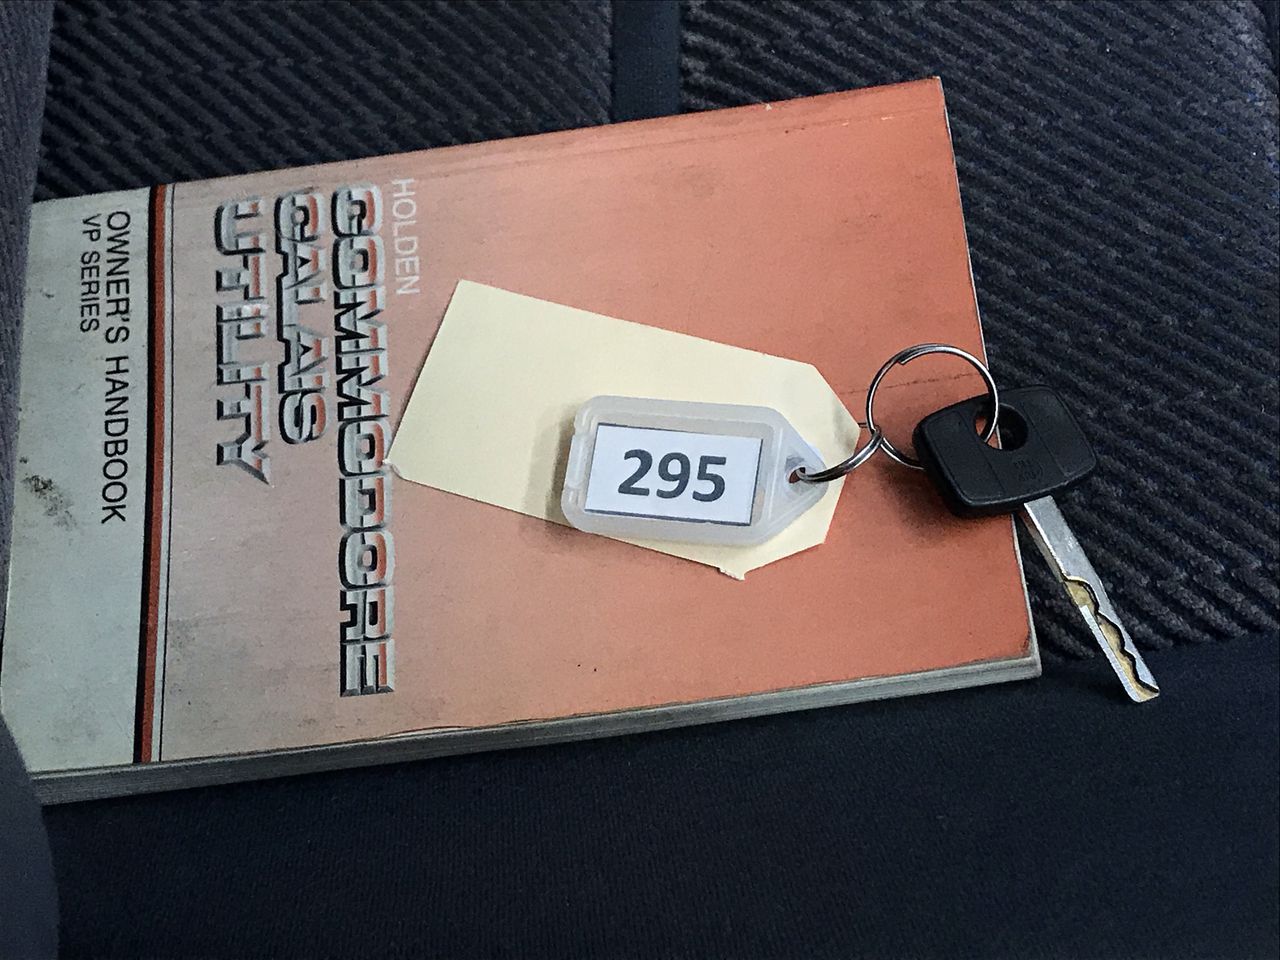 HOLDEN
COMMODORE
CALAIS
UTILITY
OWNER'S HANDBOOK
VP SERIES
295